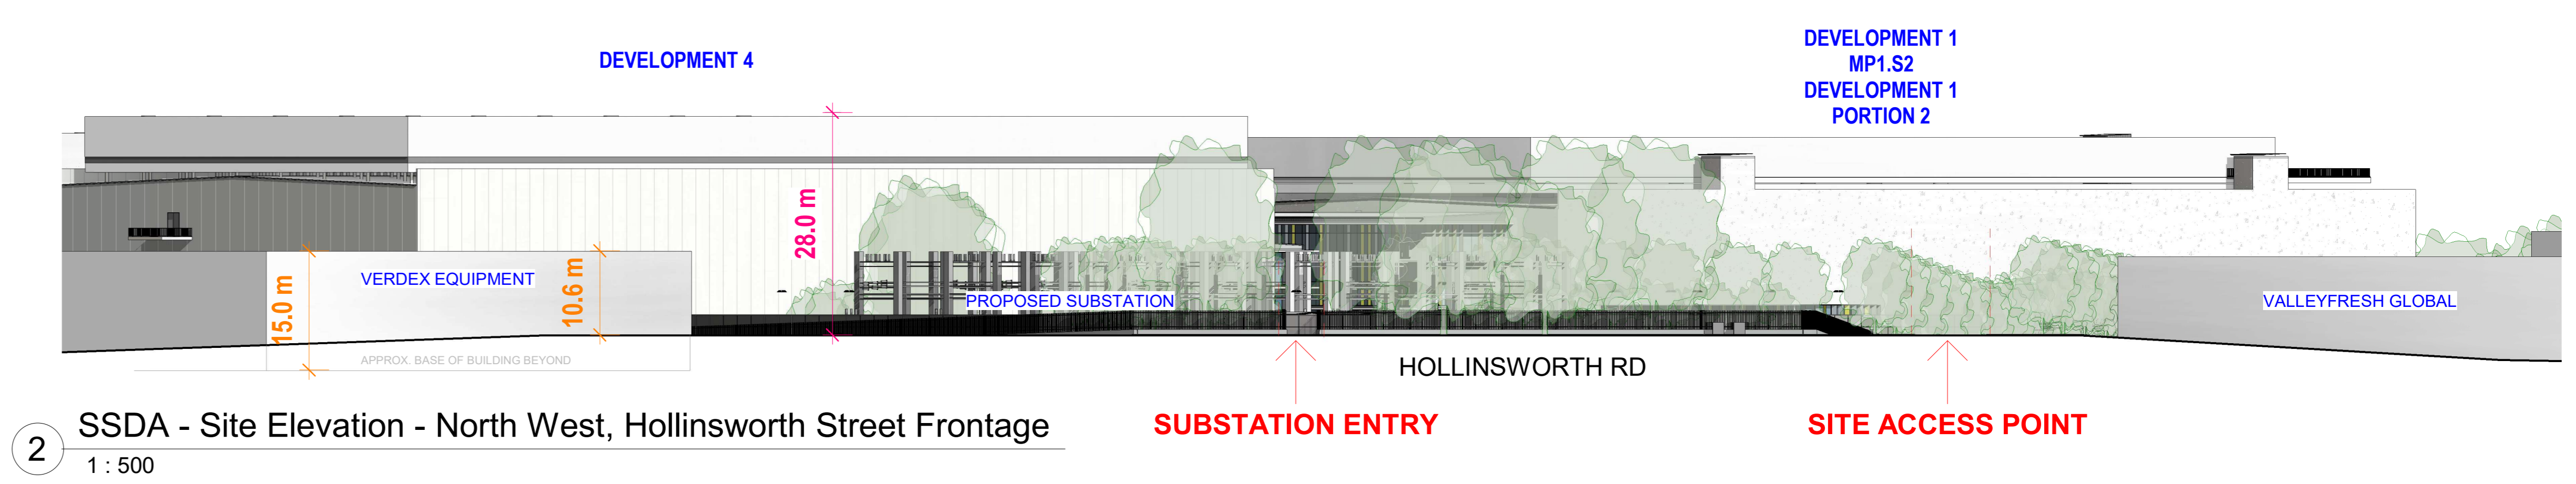 DEVELOPMENT 4
DEVELOPMENT 1
MP1.S2
DEVELOPMENT 1
PORTION 2
28.0 m
15.0 m
VERDEX EQUIPMENT
10.6 m
PROPOSED SUBSTATION
VALLEYFRESH GLOBAL
APPROX. BASE OF BUILDING BEYOND
HOLLINSWORTH RD
SUBSTATION ENTRY
SITE ACCESS POINT
2
SSDA - Site Elevation - North West, Hollinsworth Street Frontage
1 : 500